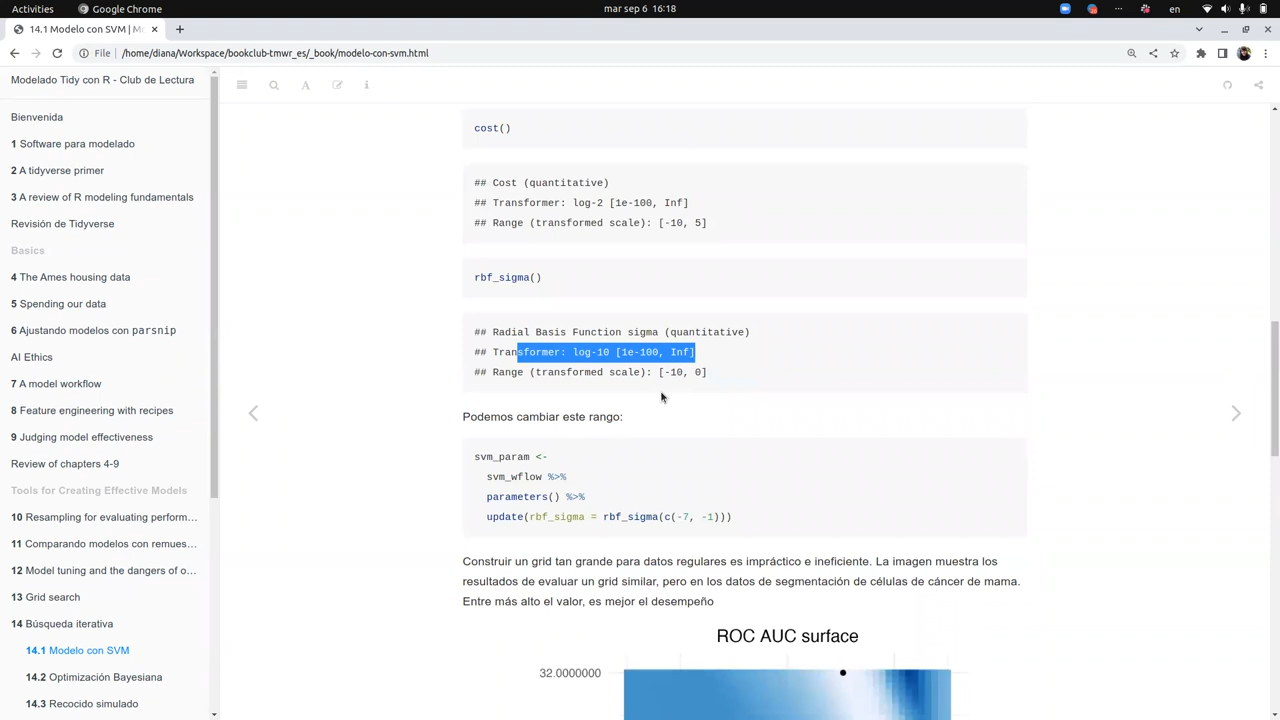 Activities
Google Chrome
mar sep 6 16:18
en
14.1 Modelo con SVM | Mo
File
/home/diana/Workspace/bookclub-tmwr_es/_book/modelo-con-svm.html
Modelado Tidy con R - Club de Lectura
Bienvenida
1 Software para modelado
2 A tidyverse primer
3 A review of R modeling fundamentals
Revisión de Tidyverse
Basics
4 The Ames housing data
5 Spending our data
6 Ajustando modelos con parsnip
AI Ethics
7 A model workflow
8 Feature engineering with recipes
9 Judging model effectiveness
Review of chapters 4-9
Tools for Creating Effective Models
10 Resampling for evaluating perform…
11 Comparando modelos con remues…
12 Model tuning and the dangers of o…
13 Grid search
14 Búsqueda iterativa
14.1 Modelo con SVM
14.2 Optimización Bayesiana
14.3 Recocido simulado
cost()
## Cost (quantitative)
## Transformer: log-2 [1e-100, Inf]
## Range (transformed scale): [-10, 5]
rbf_sigma()
## Radial Basis Function sigma (quantitative)
## Transformer: log-10 [1e-100, Inf]
## Range (transformed scale): [-10, 0]
Podemos cambiar este rango:
svm_param <-
svm_wflow %>%
parameters() %>%
update(rbf_sigma = rbf_sigma(c(-7, -1)))
Construir un grid tan grande para datos regulares es impráctico e ineficiente. La imagen muestra los
resultados de evaluar un grid similar, pero en los datos de segmentación de células de cáncer de mama.
Entre más alto el valor, es mejor el desempeño
ROC AUC surface
32.0000000